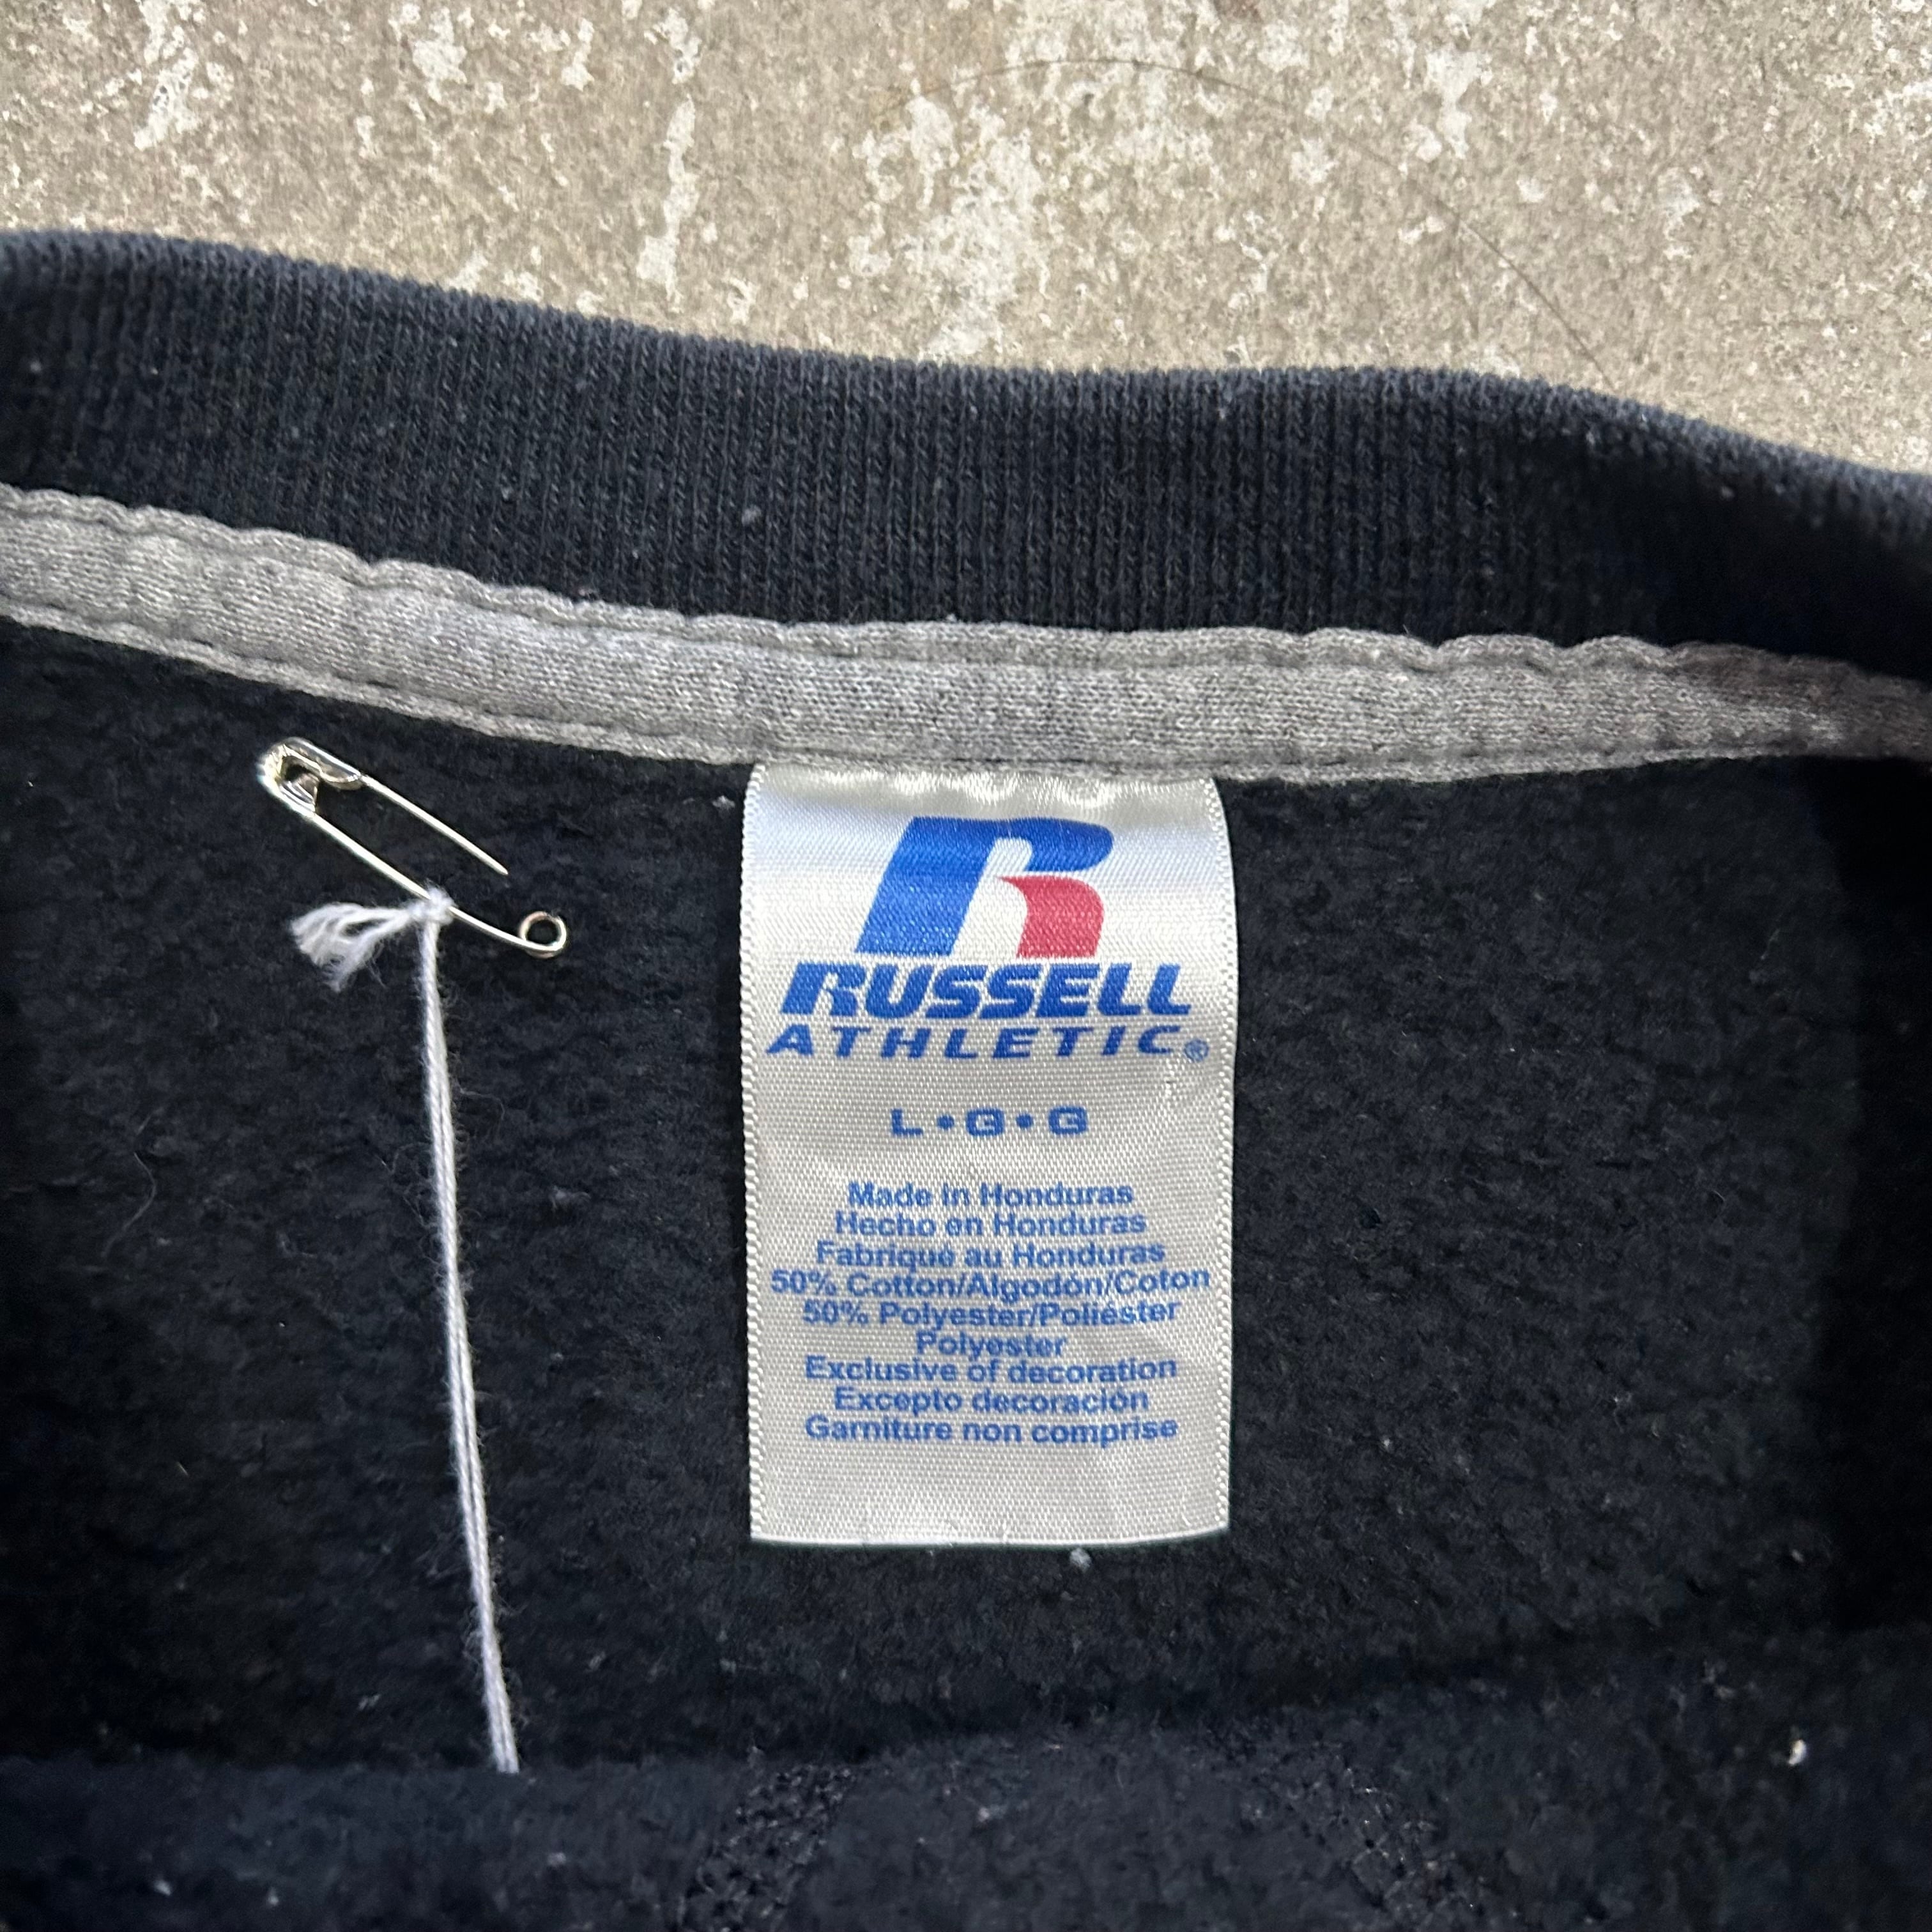 RUSSELL
ATHLETIC®
L•G•G
Made in Honduras
Hecho en Honduras
Fabriqué au Honduras
50% Cotton/Algodón/Coton
50% Polyester/Poliéster
Polyester
Exclusive of decoration
Excepto decoración
Garniture non comprise